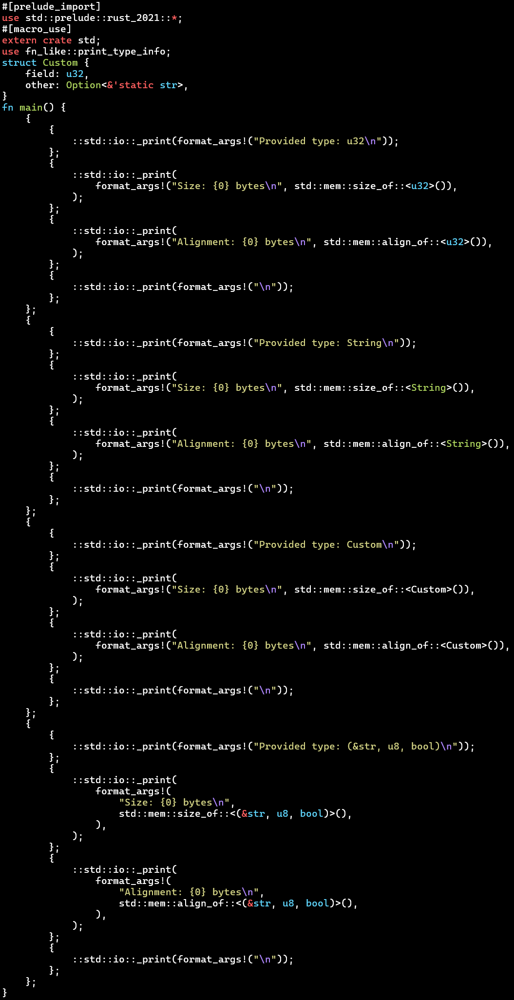 #[prelude_import]
use std::prelude::rust_2021::*;
#[macro_use]
extern crate std;
use fn_like::print_type_info;
struct Custom {
    field: u32,
    other: Option<&'static str>,
}
fn main() {
    {
        {
            ::std::io::_print(format_args!("Provided type: u32\n"));
        };
        {
            ::std::io::_print(
                format_args!("Size: {0} bytes\n", std::mem::size_of::<u32>()),
            );
        };
        {
            ::std::io::_print(
                format_args!("Alignment: {0} bytes\n", std::mem::align_of::<u32>()),
            );
        };
        {
            ::std::io::_print(format_args!("\n"));
        };
    };
    {
        {
            ::std::io::_print(format_args!("Provided type: String\n"));
        };
        {
            ::std::io::_print(
                format_args!("Size: {0} bytes\n", std::mem::size_of::<String>()),
            );
        };
        {
            ::std::io::_print(
                format_args!("Alignment: {0} bytes\n", std::mem::align_of::<String>()),
            );
        };
        {
            ::std::io::_print(format_args!("\n"));
        };
    };
    {
        {
            ::std::io::_print(format_args!("Provided type: Custom\n"));
        };
        {
            ::std::io::_print(
                format_args!("Size: {0} bytes\n", std::mem::size_of::<Custom>()),
            );
        };
        {
            ::std::io::_print(
                format_args!("Alignment: {0} bytes\n", std::mem::align_of::<Custom>()),
            );
        };
        {
            ::std::io::_print(format_args!("\n"));
        };
    };
    {
        {
            ::std::io::_print(format_args!("Provided type: (&str, u8, bool)\n"));
        };
        {
            ::std::io::_print(
                format_args!(
                    "Size: {0} bytes\n",
                    std::mem::size_of::<(&str, u8, bool)>(),
                ),
            );
        };
        {
            ::std::io::_print(
                format_args!(
                    "Alignment: {0} bytes\n",
                    std::mem::align_of::<(&str, u8, bool)>(),
                ),
            );
        };
        {
            ::std::io::_print(format_args!("\n"));
        };
    };
}